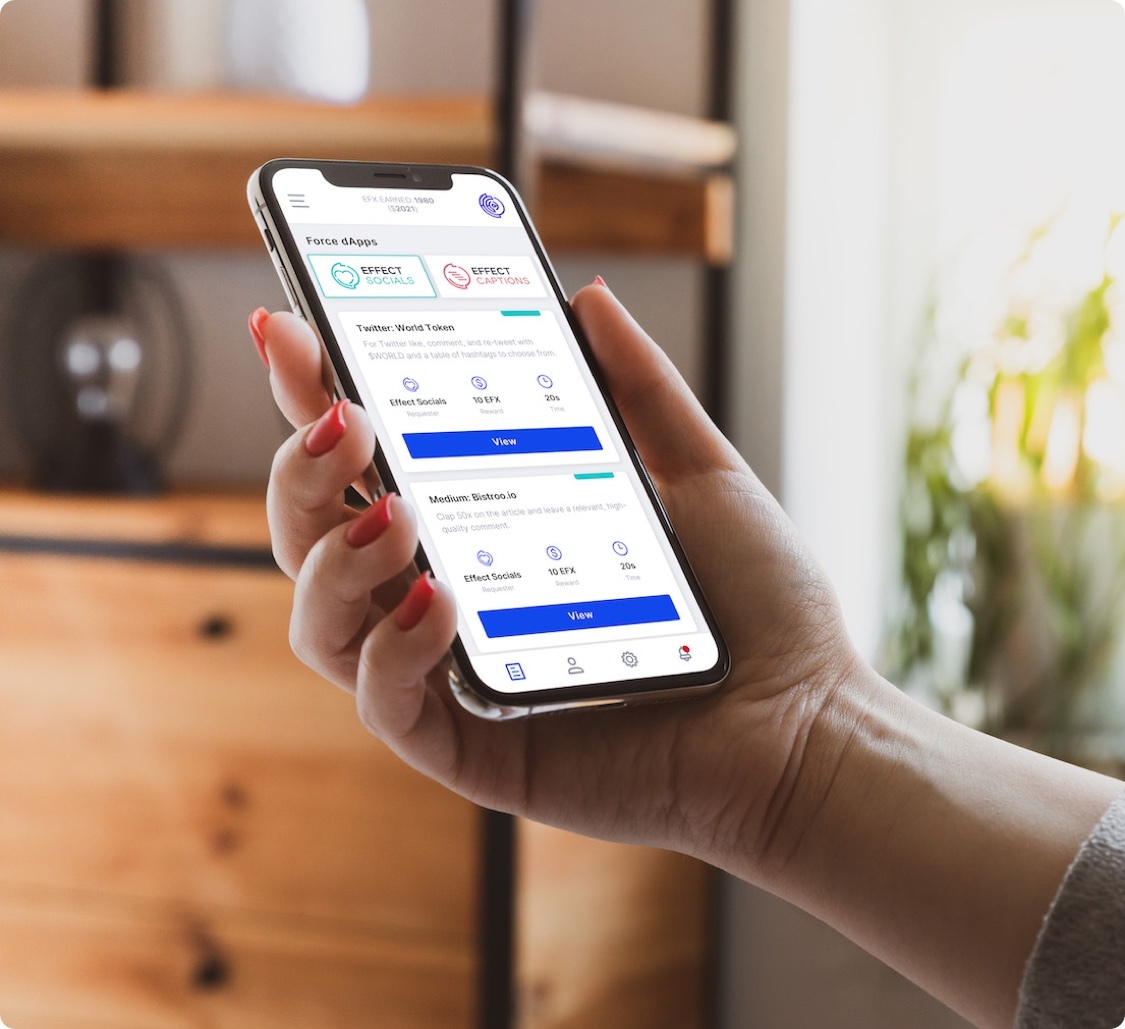 EFX EARNED: 1980
($2021)
Force dApps
EFFECT
SOCIALS
EFFECT
CAPTIONS
Twitter: World Token
For Twitter like, comment, and re-tweet with
$WORLD and a table of hashtags to choose from.
Effect Socials
Requester
10 EFX
Reward
20s
Time
View
Medium: Bistroo.io
Clap 50x on the article and leave a relevant, high-
quality comment.
Effect Socials
Requester
10 EFX
Reward
20s
Time
View